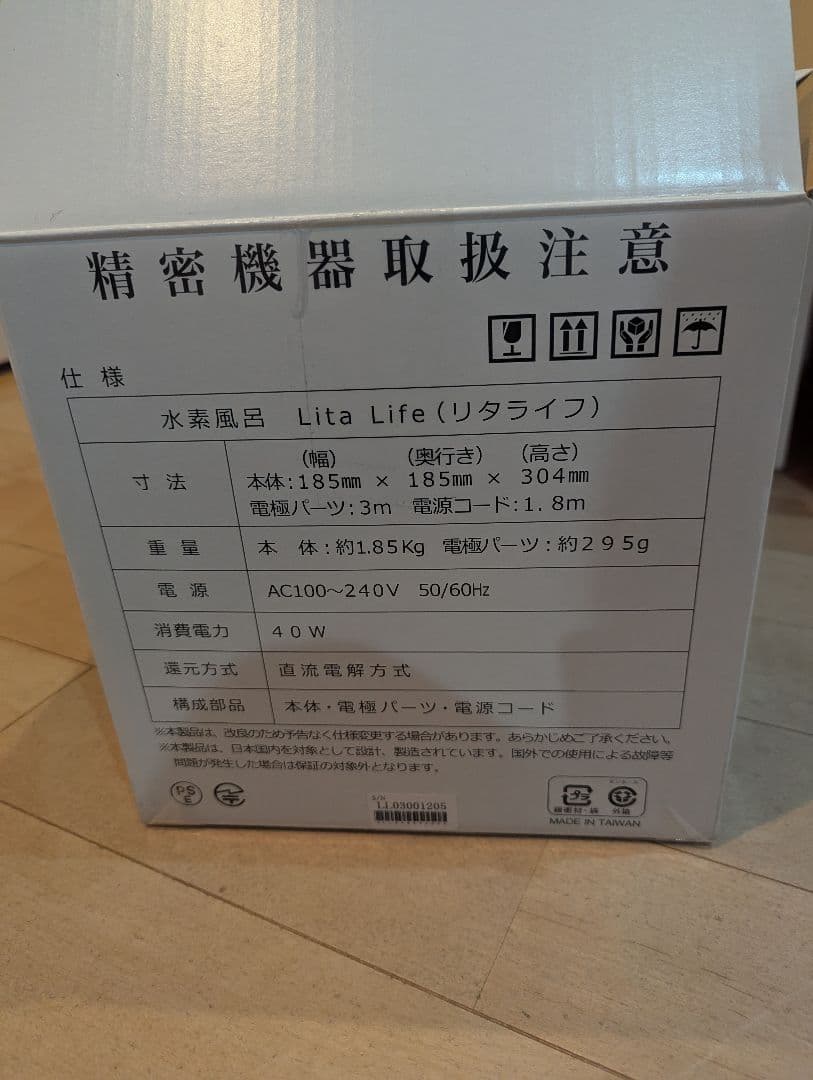 精密機器取扱注意
仕様
水素風呂 Lita Life(リタライフ)
寸法
(幅) (奥行き) (高さ)
本体:185㎜ × 185㎜ × 304㎜
電極パーツ:3m 電源コード:1.8m
重量 本 体:約1.85Kg 電極パーツ:約295g
電源 AC100～240V 50/60Hz
消費電力 40W
還元方式 直流電解方式
構成部品 本体・電極パーツ・電源コード
※本製品は、改良のため予告なく仕様変更する場合があります。あらかじめご了承ください。
※本製品は、日本国内を対象として設計、製造されています。国外での使用による故障等
問題が発生した場合は保証の対象外となります。
PS
E
S/N
LL03001205
プラ
外箱
MADE IN TAIWAN